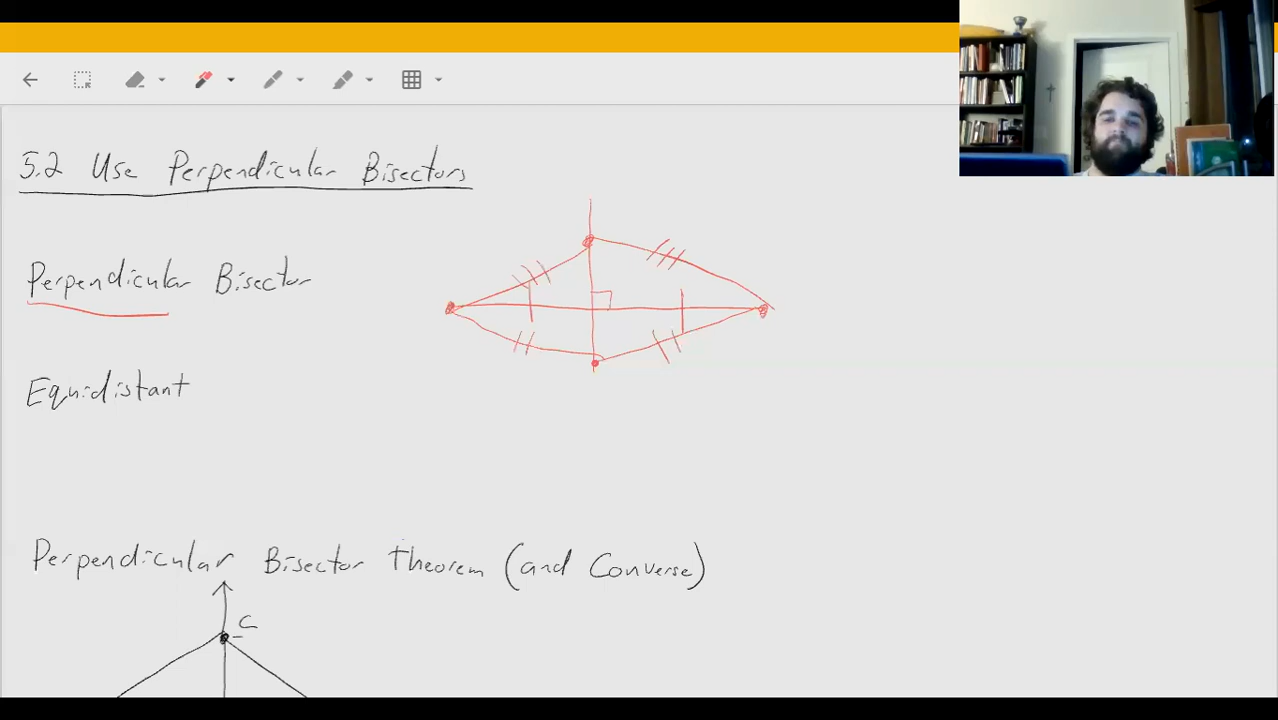 5.2 Use Perpendicular Bisectors
Perpendicular Bisector
Equidistant
Perpendicular Bisector Theorem (and Converse)
C